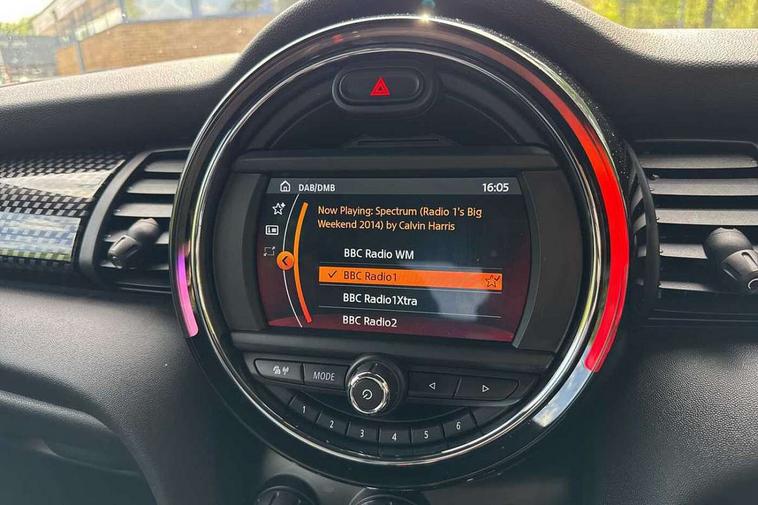 DAB/DMB 16:05
Now Playing: Spectrum (Radio 1's Big
Weekend 2014) by Calvin Harris
BBC Radio WM
BBC Radio1
BBC Radio1Xtra
BBC Radio2
MODE
1 2 3 4 5 6